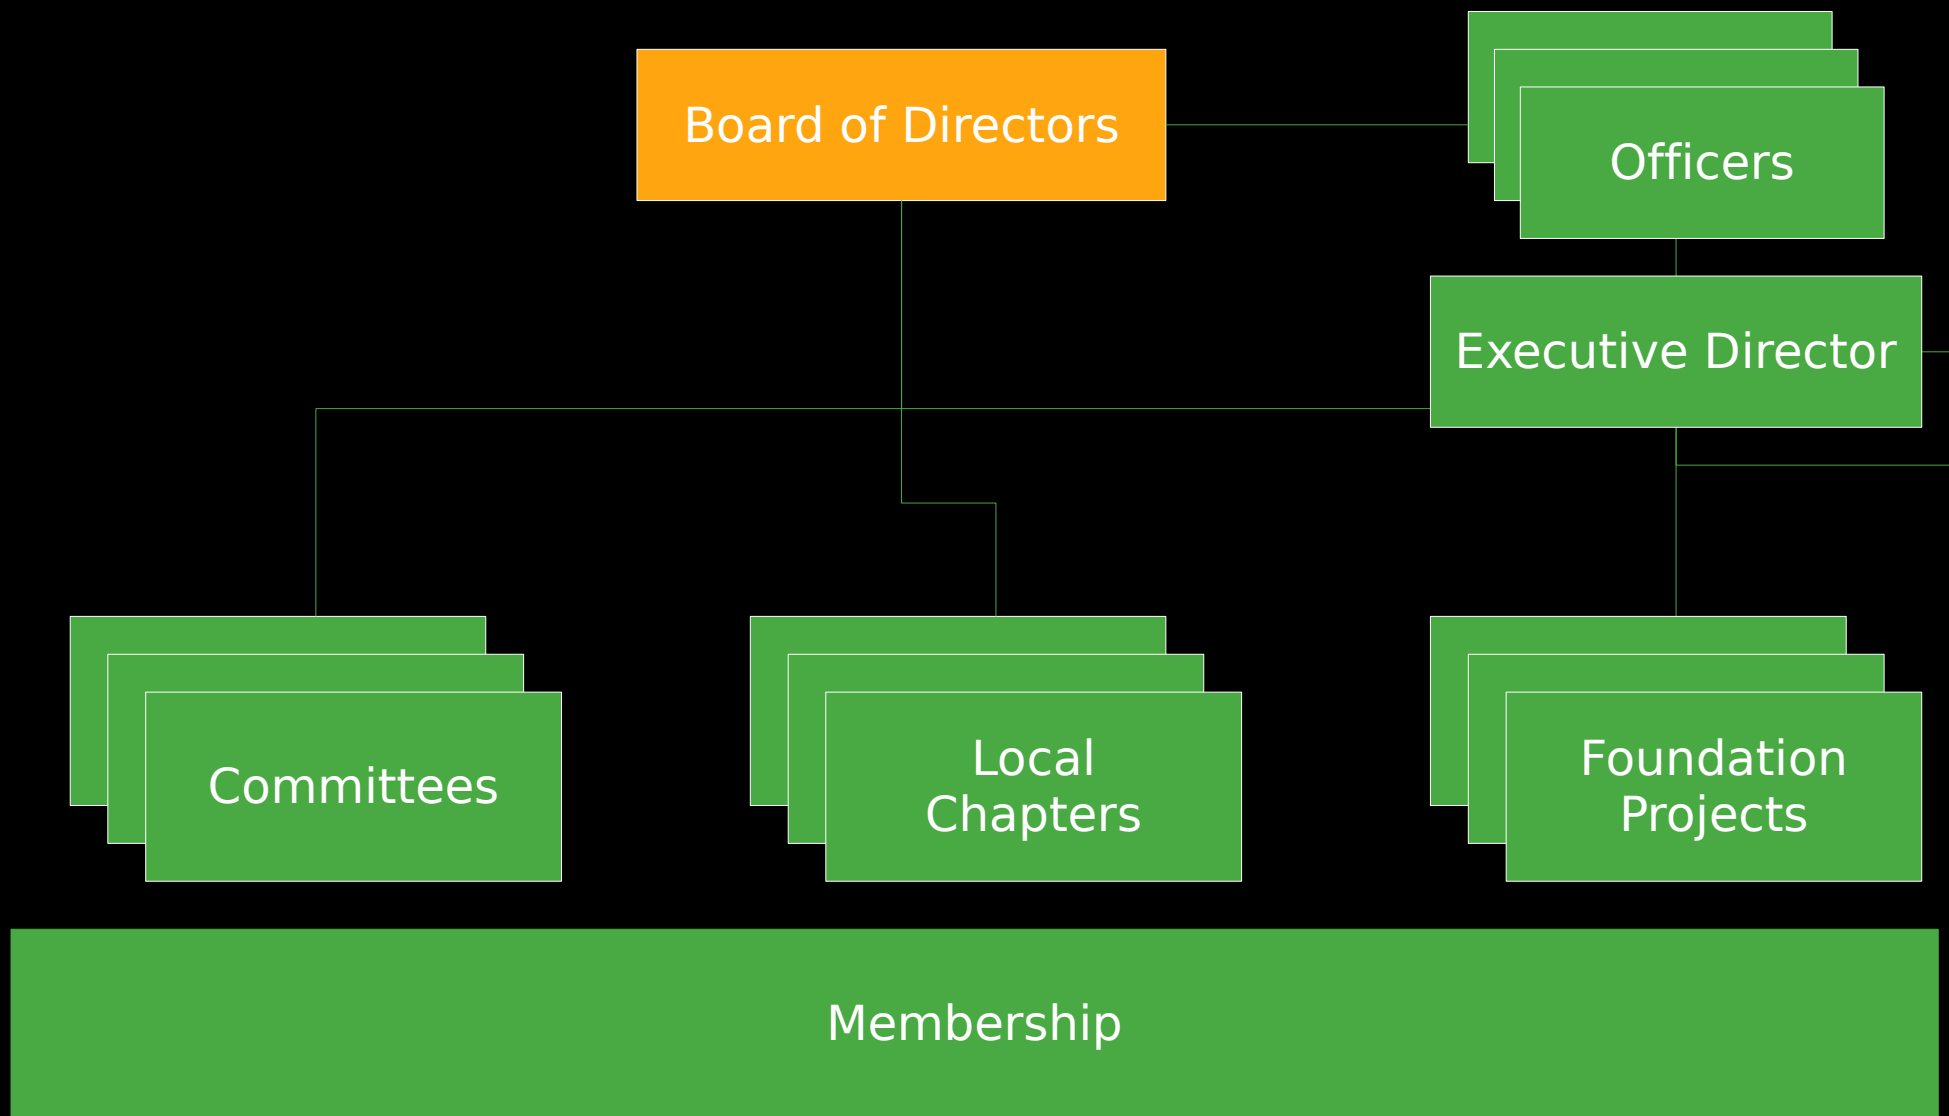 Board of Directors
Officers
Executive Director
Committees
Local
Chapters
Foundation
Projects
Membership